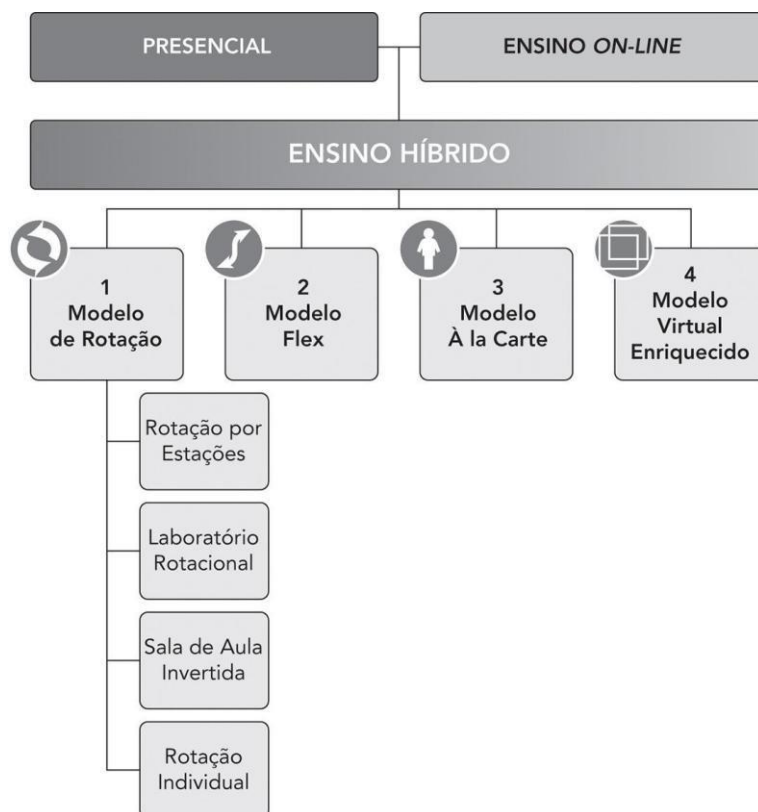 PRESENCIAL
ENSINO ON-LINE
ENSINO HÍBRIDO
1
Modelo
de Rotação
2
Modelo
Flex
3
Modelo
À la Carte
4
Modelo
Virtual
Enriquecido
Rotação por
Estações
Laboratório
Rotacional
Sala de Aula
Invertida
Rotação
Individual